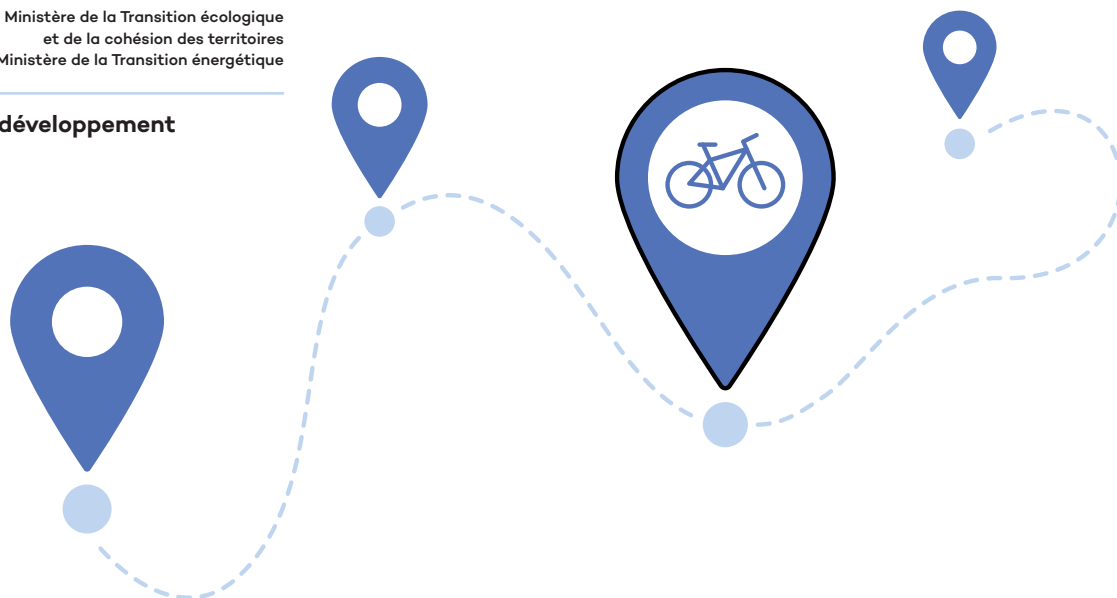 Ministère de la Transition écologique
et de la cohésion des territoires
Ministère de la Transition énergétique
développement